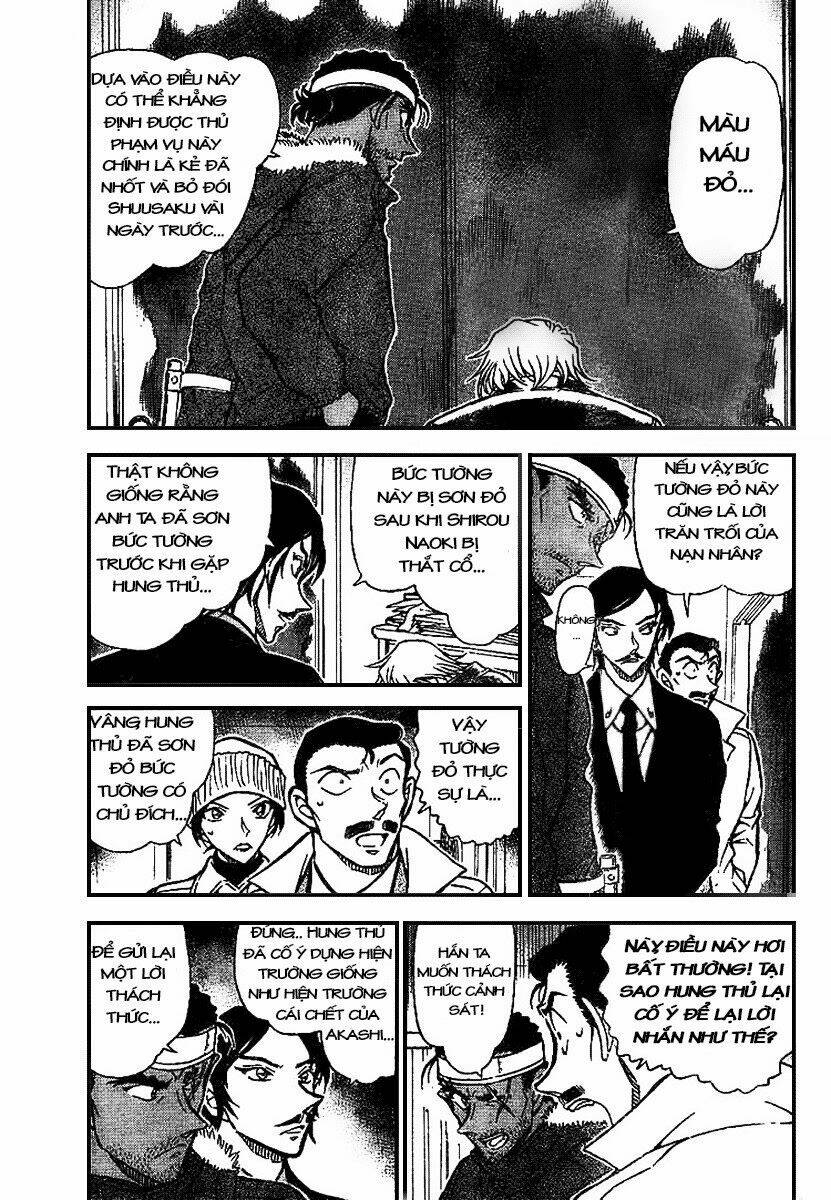 MÀU
MÁU
ĐỎ...
DỰA VÀO ĐIỀU NÀY
CÓ THỂ KHẲNG
ĐỊNH ĐƯỢC THỦ
PHẠM VỤ NÀY
CHÍNH LÀ KẺ ĐÃ
NHỐT VÀ BỎ ĐÓI
SHUUSAKU VÀI
NGÀY TRƯỚC...
NẾU VẬY, BỨC
TƯỜNG ĐỎ NÀY
CŨNG LÀ LỜI
TRĂN TRỐI CỦA
NẠN NHÂN?
KHÔNG
...
BỨC TƯỜNG
NÀY BỊ SƠN ĐỎ
SAU KHI SHIROU
NAOKI BỊ
THẮT CỔ...
THẬT KHÔNG
GIỐNG RẰNG
ANH TA ĐÃ SƠN
BỨC TƯỜNG
TRƯỚC KHI GẶP
HUNG THỦ...
VẬY
TƯỜNG
ĐỎ THỰC
SỰ LÀ...
VÂNG, HUNG
THỦ ĐÃ SƠN
ĐỎ BỨC
TƯỜNG CÓ
CHỦ ĐÍCH...
NÀY, ĐIỀU NÀY HƠI
BẤT THƯỜNG! TẠI
SAO HUNG THỦ LẠI
CỐ Ý ĐỂ LẠI LỜI
NHẮN NHƯ THẾ?
HẮN TA
MUỐN THÁCH
THỨC CẢNH
SÁT!
ĐÚNG.. HUNG THỦ
ĐÃ CỐ Ý DỰNG HIỆN
TRƯỜNG GIỐNG
NHƯ HIỆN TRƯỜNG
CÁI CHẾT CỦA
AKASHI...
ĐỂ GỬI LẠI
MỘT LỜI
THÁCH
THỨC...